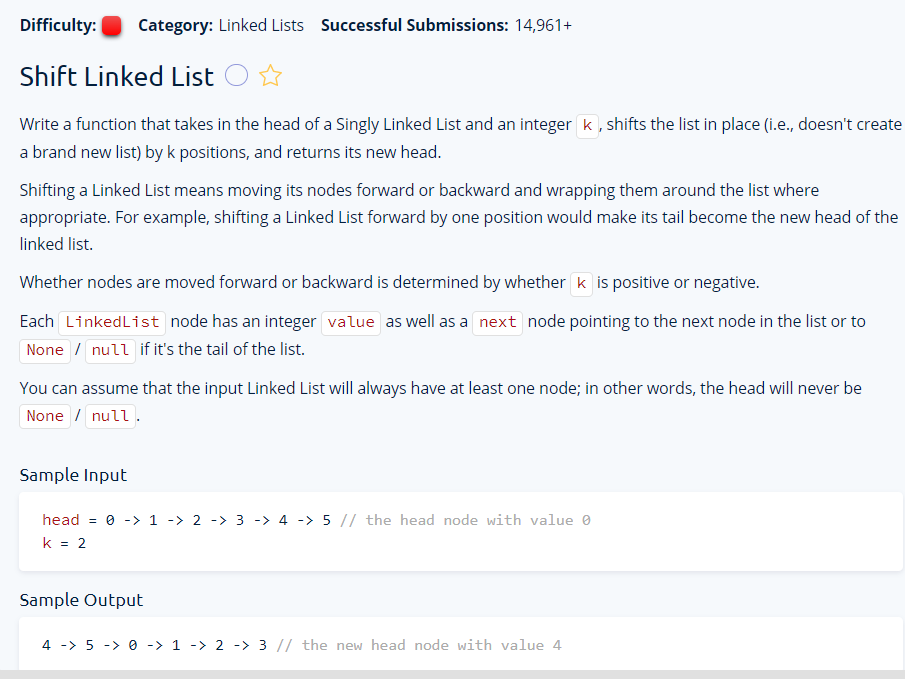 Difficulty: Category: Linked Lists Successful Submissions: 14,961+
Shift Linked List
Write a function that takes in the head of a Singly Linked List and an integer k, shifts the list in place (i.e., doesn't create
a brand new list) by k positions, and returns its new head.
Shifting a Linked List means moving its nodes forward or backward and wrapping them around the list where
appropriate. For example, shifting a Linked List forward by one position would make its tail become the new head of the
linked list.
Whether nodes are moved forward or backward is determined by whether k is positive or negative.
Each LinkedList node has an integer value as well as a next node pointing to the next node in the list or to
None / null if it's the tail of the list.
You can assume that the input Linked List will always have at least one node; in other words, the head will never be
None / null.
Sample Input
head = 0 -> 1 -> 2 -> 3 -> 4 -> 5 // the head node with value 0
k = 2
Sample Output
4 -> 5 -> 0 -> 1 -> 2 -> 3 // the new head node with value 4